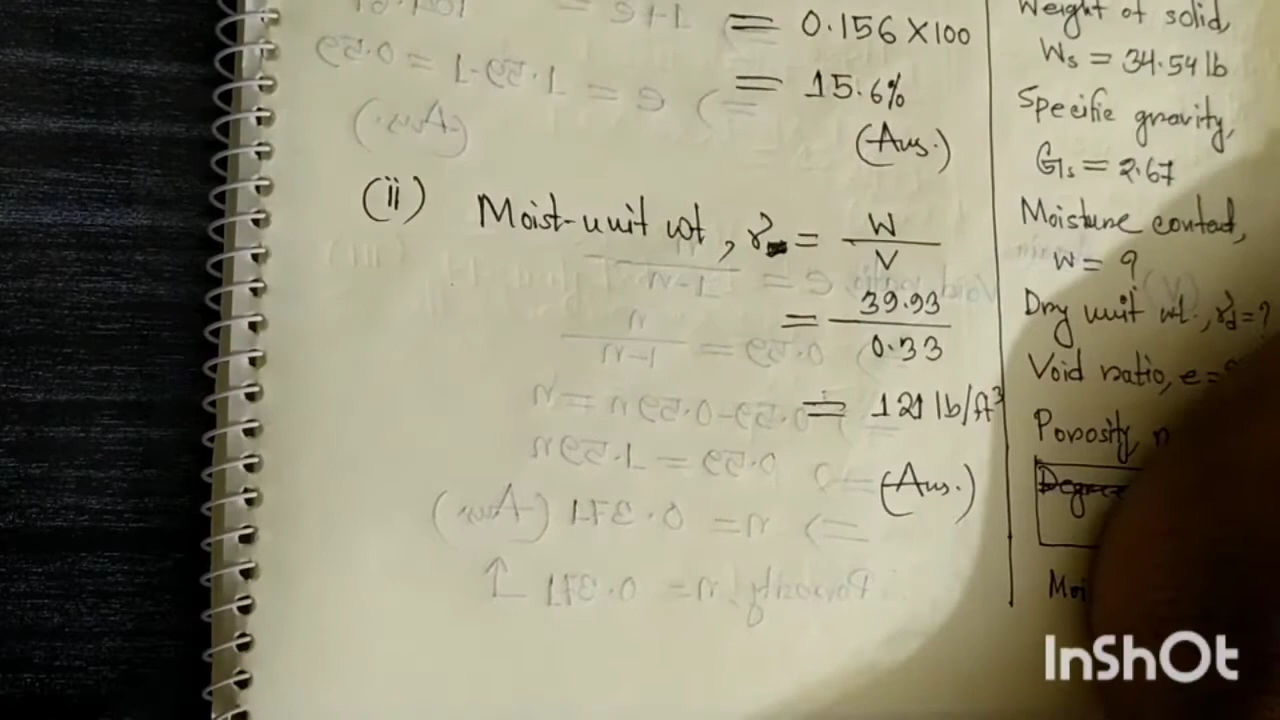 = 0.156 × 100
= 15.6%
(Ans.)
(ii) Moist-unit wt, γ = W/V
= 39.93/0.33
= 121 lb/ft³
(Ans.)
Weight of solid,
Ws = 34.54 lb
Specific gravity,
Gs = 2.67
Moisture content,
w = ?
Dry unit wt., γd = ?
Void ratio, e =
Porosity n
Degree
Moi
InShOt